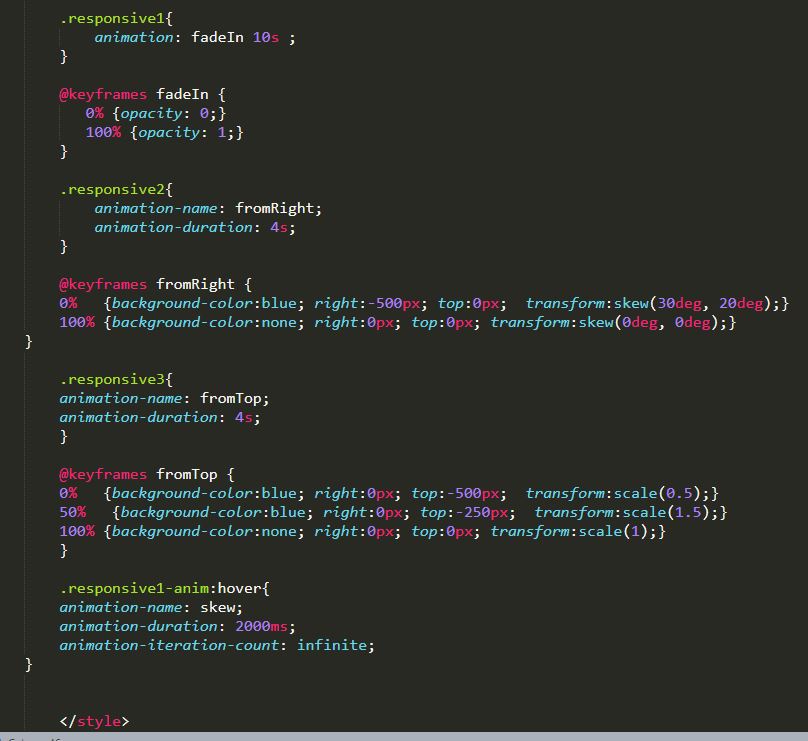 .responsive1{
animation: fadeIn 10s ;
}
@keyframes fadeIn {
0% {opacity: 0;}
100% {opacity: 1;}
}
.responsive2{
animation-name: fromRight;
animation-duration: 4s;
}
@keyframes fromRight {
0%   {background-color:blue; right:-500px; top:0px;  transform:skew(30deg, 20deg);}
100% {background-color:none; right:0px; top:0px; transform:skew(0deg, 0deg);}
}
.responsive3{
animation-name: fromTop;
animation-duration: 4s;
}
@keyframes fromTop {
0%   {background-color:blue; right:0px; top:-500px;  transform:scale(0.5);}
50%   {background-color:blue; right:0px; top:-250px;  transform:scale(1.5);}
100% {background-color:none; right:0px; top:0px; transform:scale(1);}
}
.responsive1-anim:hover{
animation-name: skew;
animation-duration: 2000ms;
animation-iteration-count: infinite;
}
</style>